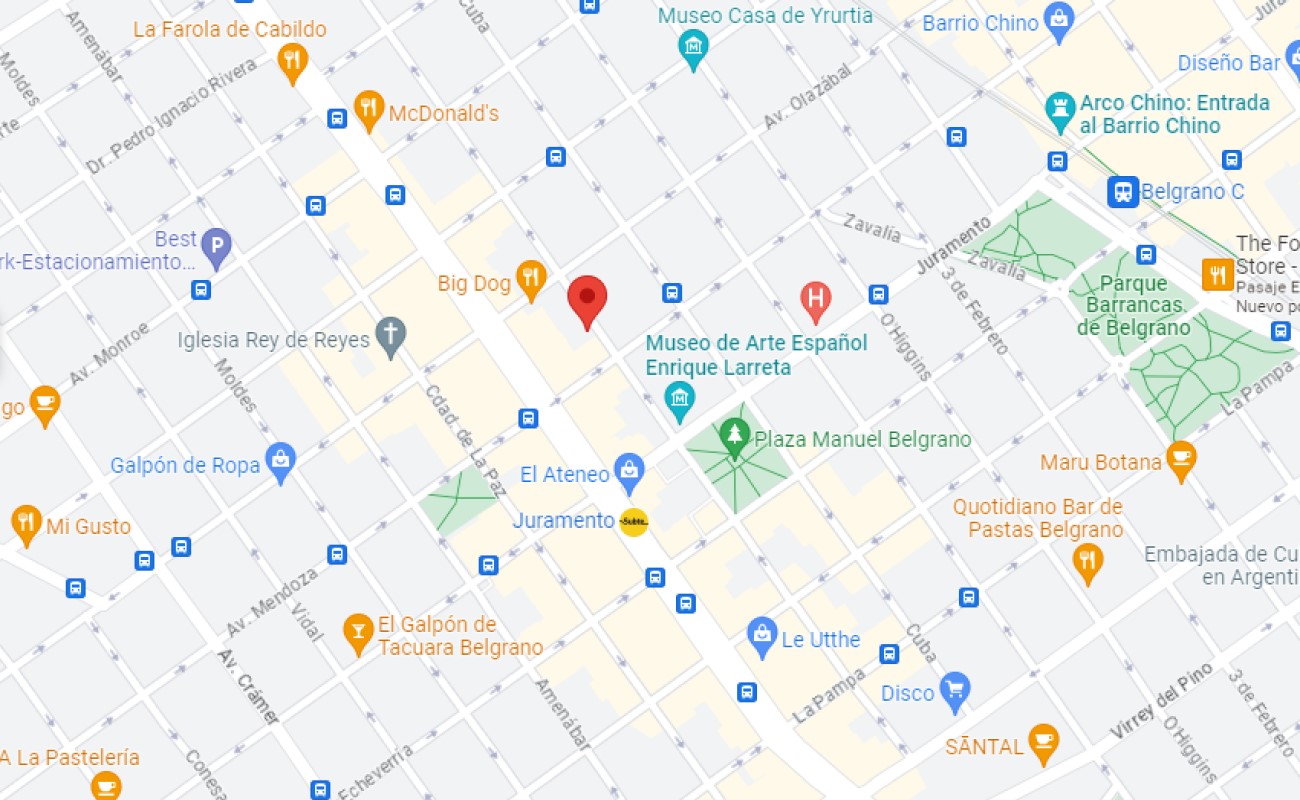 Cuba
Museo Casa de Yrurtia
La Farola de Cabildo
Barrio Chino
Amenábar
Moldes
Diseño Bar
Dr. Pedro Ignacio Rivera
McDonald's
Av. Olazábal
Arco Chino: Entrada
al Barrio Chino
Belgrano C
Zavalía
Juramento
Zavalía
Best
rk-Estacionamiento...
The Fo
Store -
Pasaje E
Nuevo po
Big Dog
3 de Febrero
Parque
Barrancas
de Belgrano
Iglesia Rey de Reyes
Av. Monroe
Moldes
Museo de Arte Español
Enrique Larreta
O'Higgins
La Pampa
go
Cdad. de La Paz
Plaza Manuel Belgrano
Galpón de Ropa
El Ateneo
Maru Botana
Juramento
Subte
Mi Gusto
Quotidiano Bar de
Pastas Belgrano
Embajada de Cu
en Argenti
Av. Mendoza
Vidal
El Galpón de
Tacuara Belgrano
Le Utthe
Cuba
La Pampa
Disco
Av. Crámer
Amenábar
Virrey del Pino
3 de Febrero
O'Higgins
SĀNTAL
A La Pastelería
Conesa
Echeverría